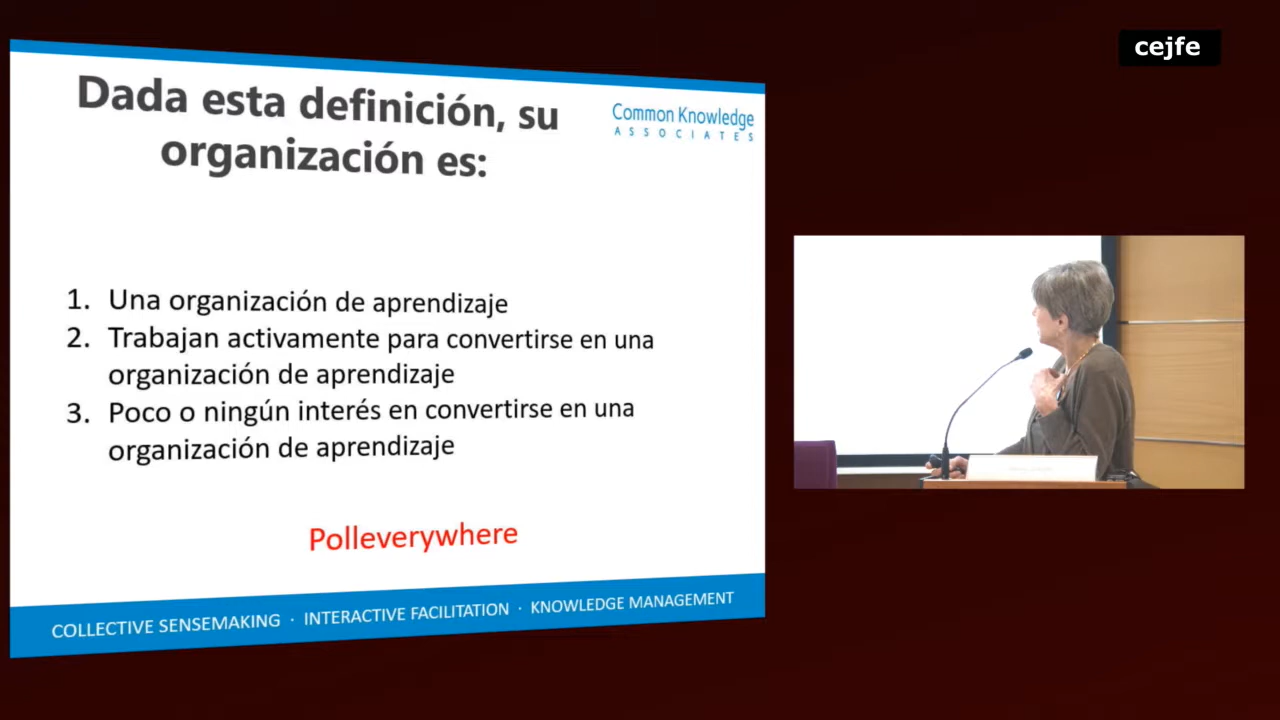 cejfe
Dada esta definición, su
organización es:
Common Knowledge
ASSOCIATES
1. Una organización de aprendizaje
2. Trabajan activamente para convertirse en una
organización de aprendizaje
3. Poco o ningún interés en convertirse en una
organización de aprendizaje
Polleverywhere
COLLECTIVE SENSEMAKING · INTERACTIVE FACILITATION · KNOWLEDGE MANAGEMENT